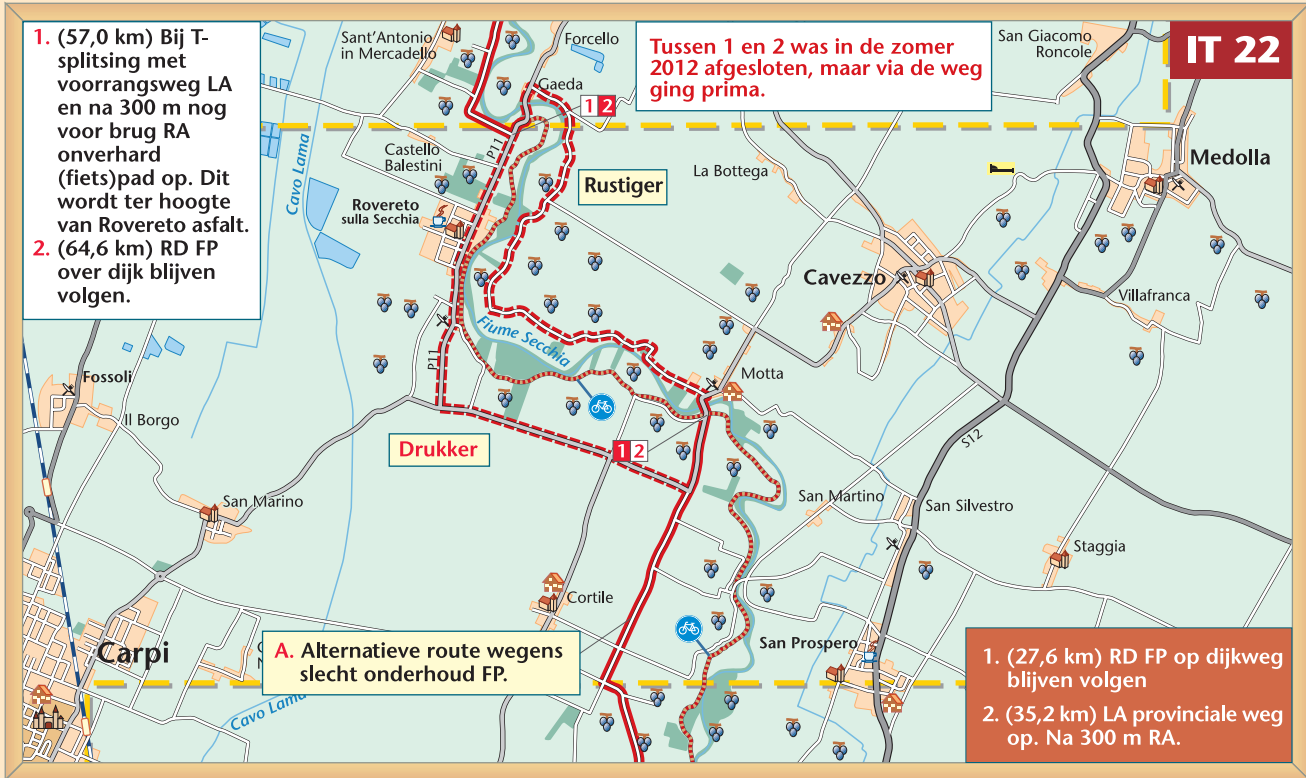 1. (57,0 km) Bij T-
splitsing met
voorrangsweg LA
en na 300 m nog
voor brug RA
onverhard
(fiets)pad op. Dit
wordt ter hoogte
van Rovereto asfalt.
2. (64,6 km) RD FP
over dijk blijven
volgen.
Sant'Antonio
in Mercadello
Forcello
Tussen 1 en 2 was in de zomer
2012 afgesloten, maar via de weg
ging prima.
San Giacomo
Roncole
IT 22
Gaeda
1 2
P11
Cavo Lama
Castello
Balestini
Rustiger
La Bottega
Medolla
Rovereto
sulla Secchia
Cavezzo
Villafranca
Fiume Secchia
P11
Fossoli
Motta
Il Borgo
Drukker
1 2
S12
San Marino
San Martino
San Silvestro
Staggia
Cortile
Carpi
A. Alternatieve route wegens
slecht onderhoud FP.
San Prospero
Cavo Lama
1. (27,6 km) RD FP op dijkweg
blijven volgen
2. (35,2 km) LA provinciale weg
op. Na 300 m RA.